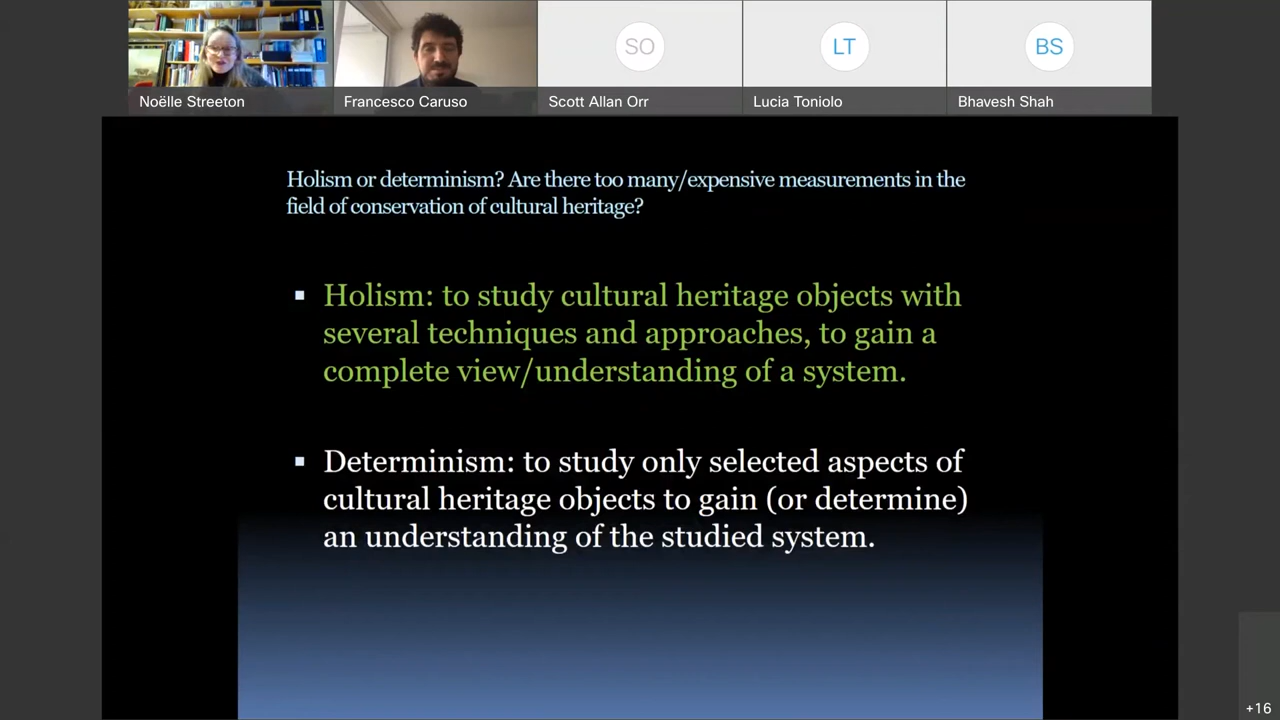 SO
LT
BS
Noëlle Streeton
Francesco Caruso
Scott Allan Orr
Lucia Toniolo
Bhavesh Shah
Holism or determinism? Are there too many/expensive measurements in the
field of conservation of cultural heritage?
▪ Holism: to study cultural heritage objects with
several techniques and approaches, to gain a
complete view/understanding of a system.
▪ Determinism: to study only selected aspects of
cultural heritage objects to gain (or determine)
an understanding of the studied system.
+16